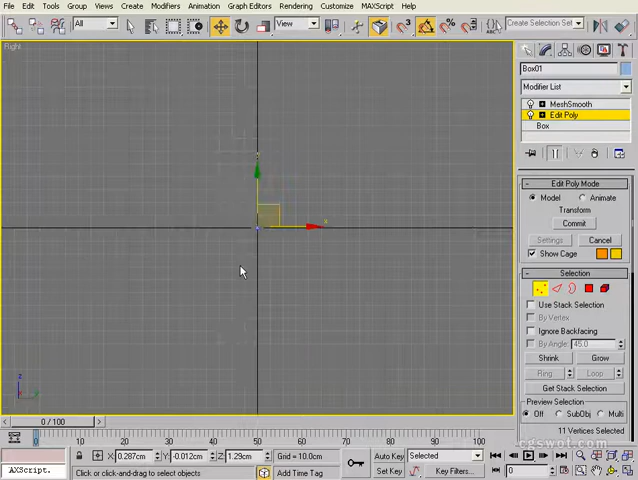 File Edit Tools Group Views Create Modifiers Animation Graph Editors Rendering Customize MAXScript Help
All View Create Selection Set
Right
Box01
Modifier List
MeshSmooth
Edit Poly
Box
Edit Poly Mode
Model Animate
Transform
Commit
Settings Cancel
Show Cage
Selection
Use Stack Selection
By Vertex
Ignore Backfacing
By Angle: 45.0
Shrink Grow
Ring Loop
Get Stack Selection
Preview Selection
Off SubObj Multi
11 Vertices Selected
y
x
z
0 / 100
0 10 20 30 40 50 60 70 80 90 100
cgswot.com
X: 0.287cm Y: -0.012cm Z: 1.29cm Grid = 10.0cm Auto Key Selected
AXScript. Click or click-and-drag to select objects Add Time Tag Set Key Key Filters... 0